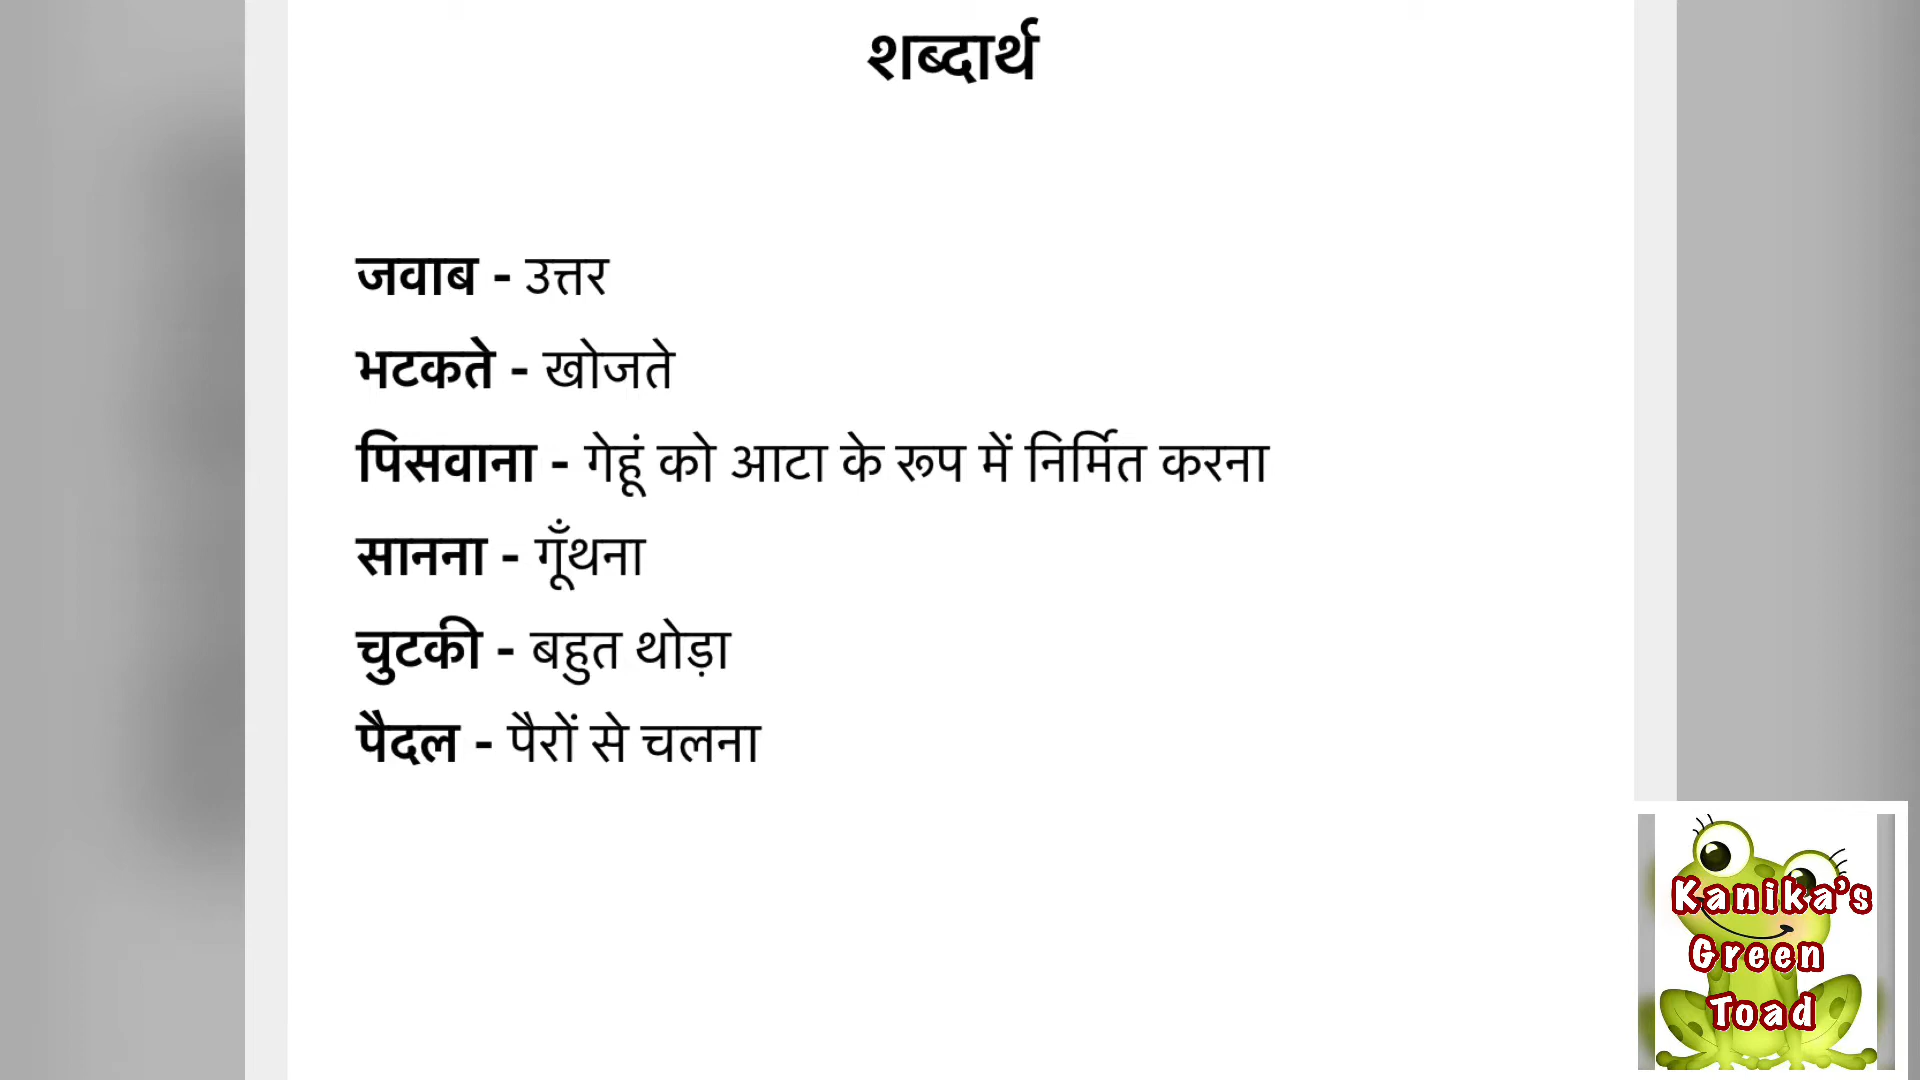 शब्दार्थ
जवाब - उत्तर
भटकते - खोजते
पिसवाना - गेहूं को आटा के रूप में निर्मित करना
सानना - गूँथना
चुटकी - बहुत थोड़ा
पैदल - पैरों से चलना
Kanika's
Green
Toad